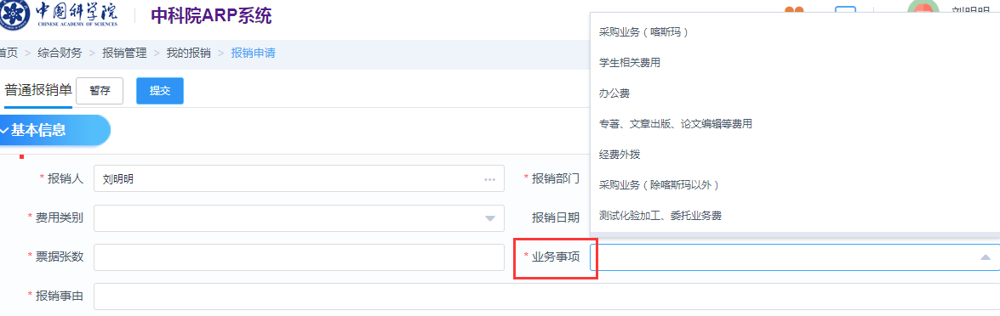 中国科学院
CHINESE ACADEMY OF SCIENCES
中科院ARP系统
刘明明
首页 > 综合财务 > 报销管理 > 我的报销 > 报销申请
普通报销单 暂存 提交
基本信息
* 报销人 刘明明 ...
* 报销部门
* 费用类别
报销日期
* 票据张数
* 业务事项
* 报销事由
采购业务（喀斯玛）
学生相关费用
办公费
专著、文章出版、论文编辑等费用
经费外拨
采购业务（除喀斯玛以外）
测试化验加工、委托业务费